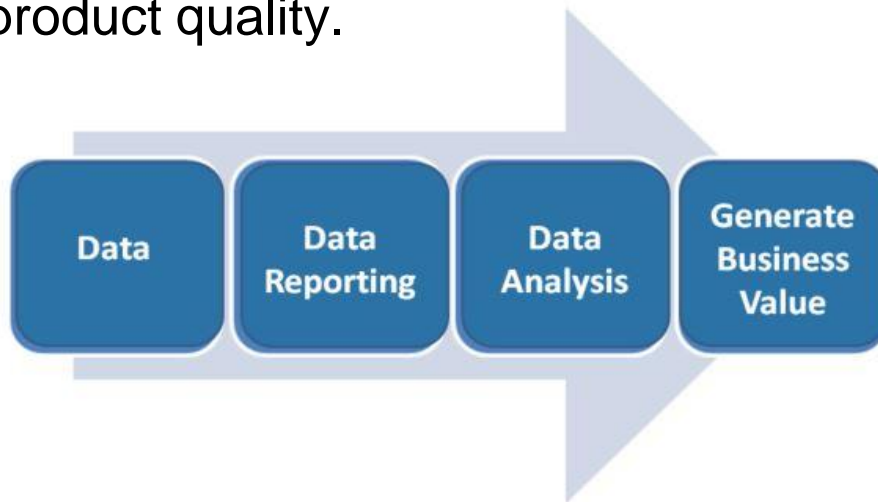 product quality.
Data
Data
Reporting
Data
Analysis
Generate
Business
Value